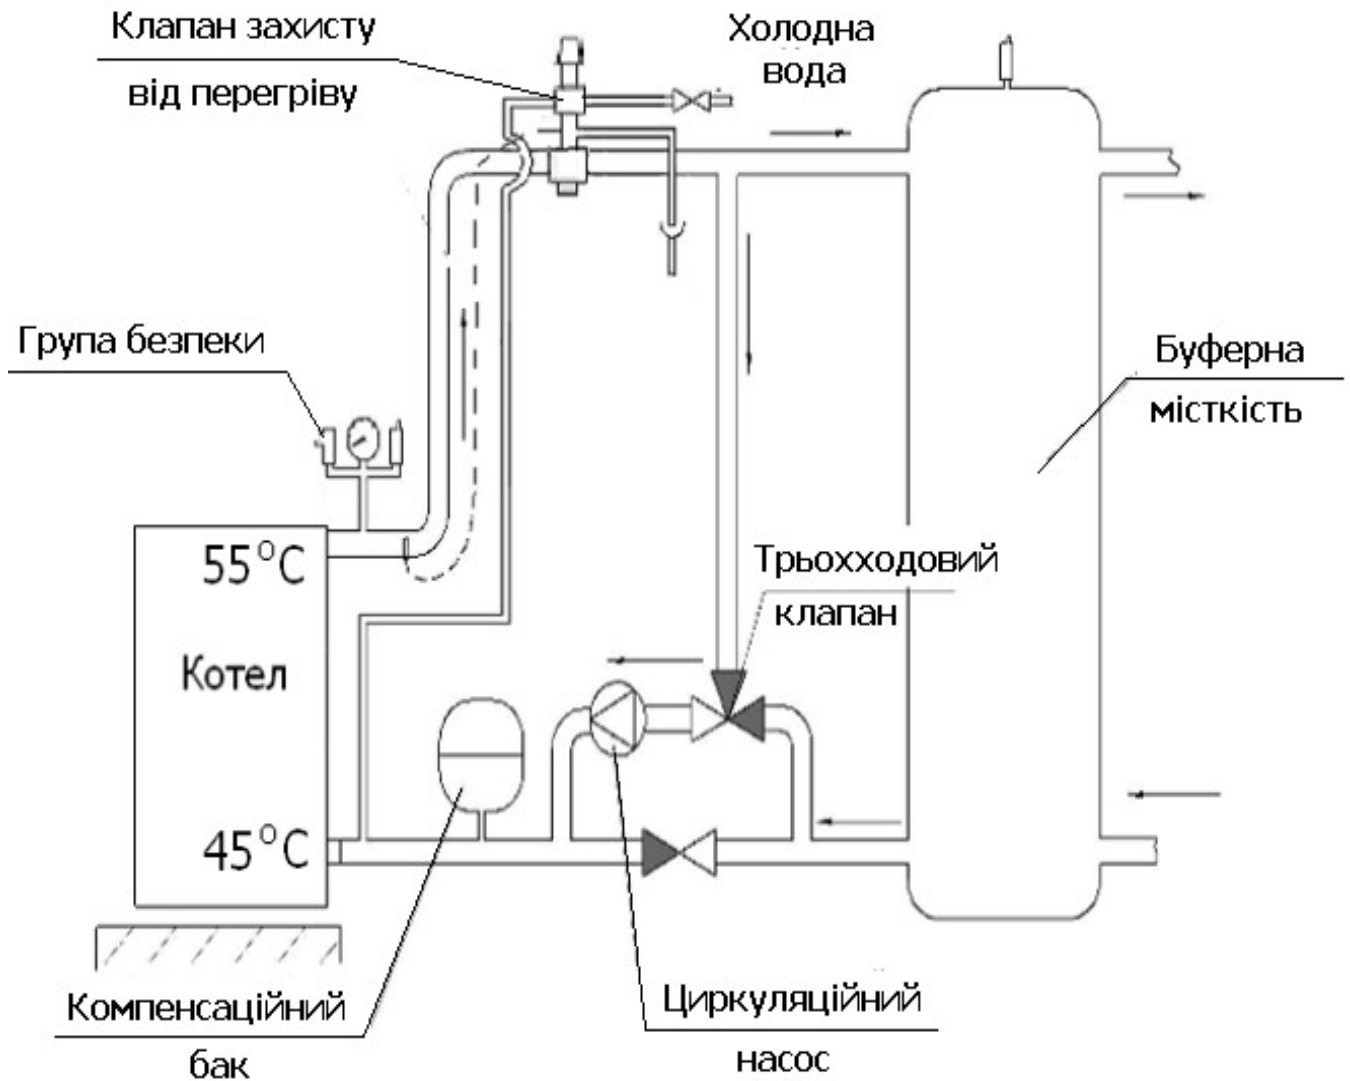 Клапан захисту
від перегріву
Холодна
вода
Група безпеки
Буферна
місткість
55°C
Трьохходовий
клапан
Котел
45°C
Компенсаційний
бак
Циркуляційний
насос